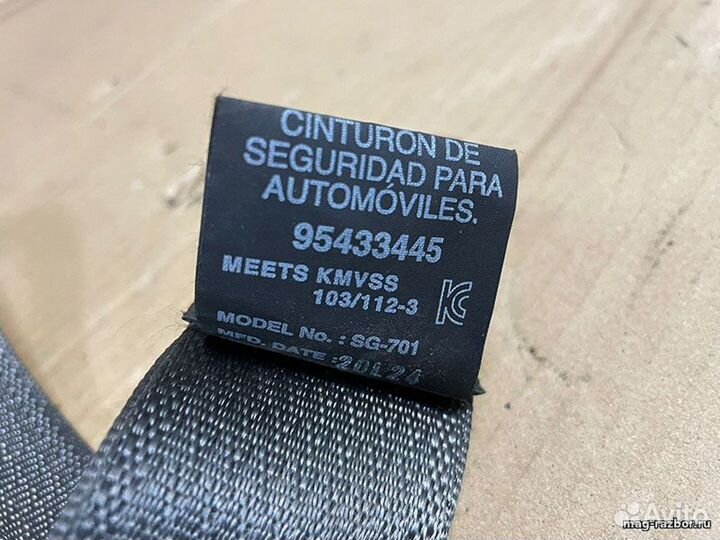 CINTURON DE
SEGURIDAD PARA
AUTOMÓVILES.
95433445
MEETS KMVSS
103/112-3
MODEL No. : SG-701
MFD. DATE :20L24
Avito
mag-razbor.ru